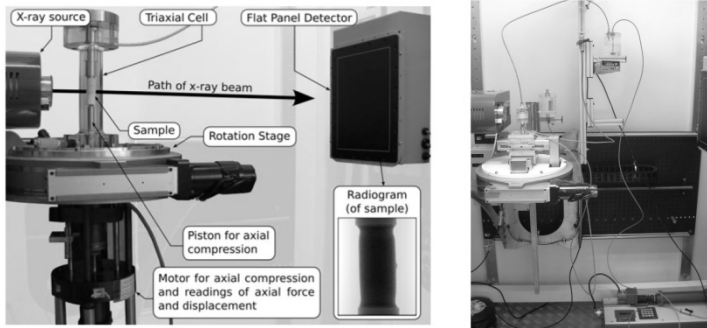 X-ray source
Triaxial Cell
Flat Panel Detector
Path of x-ray beam
Sample
Rotation Stage
Radiogram
(of sample)
Piston for axial
compression
Motor for axial compression
and readings of axial force
and displacement